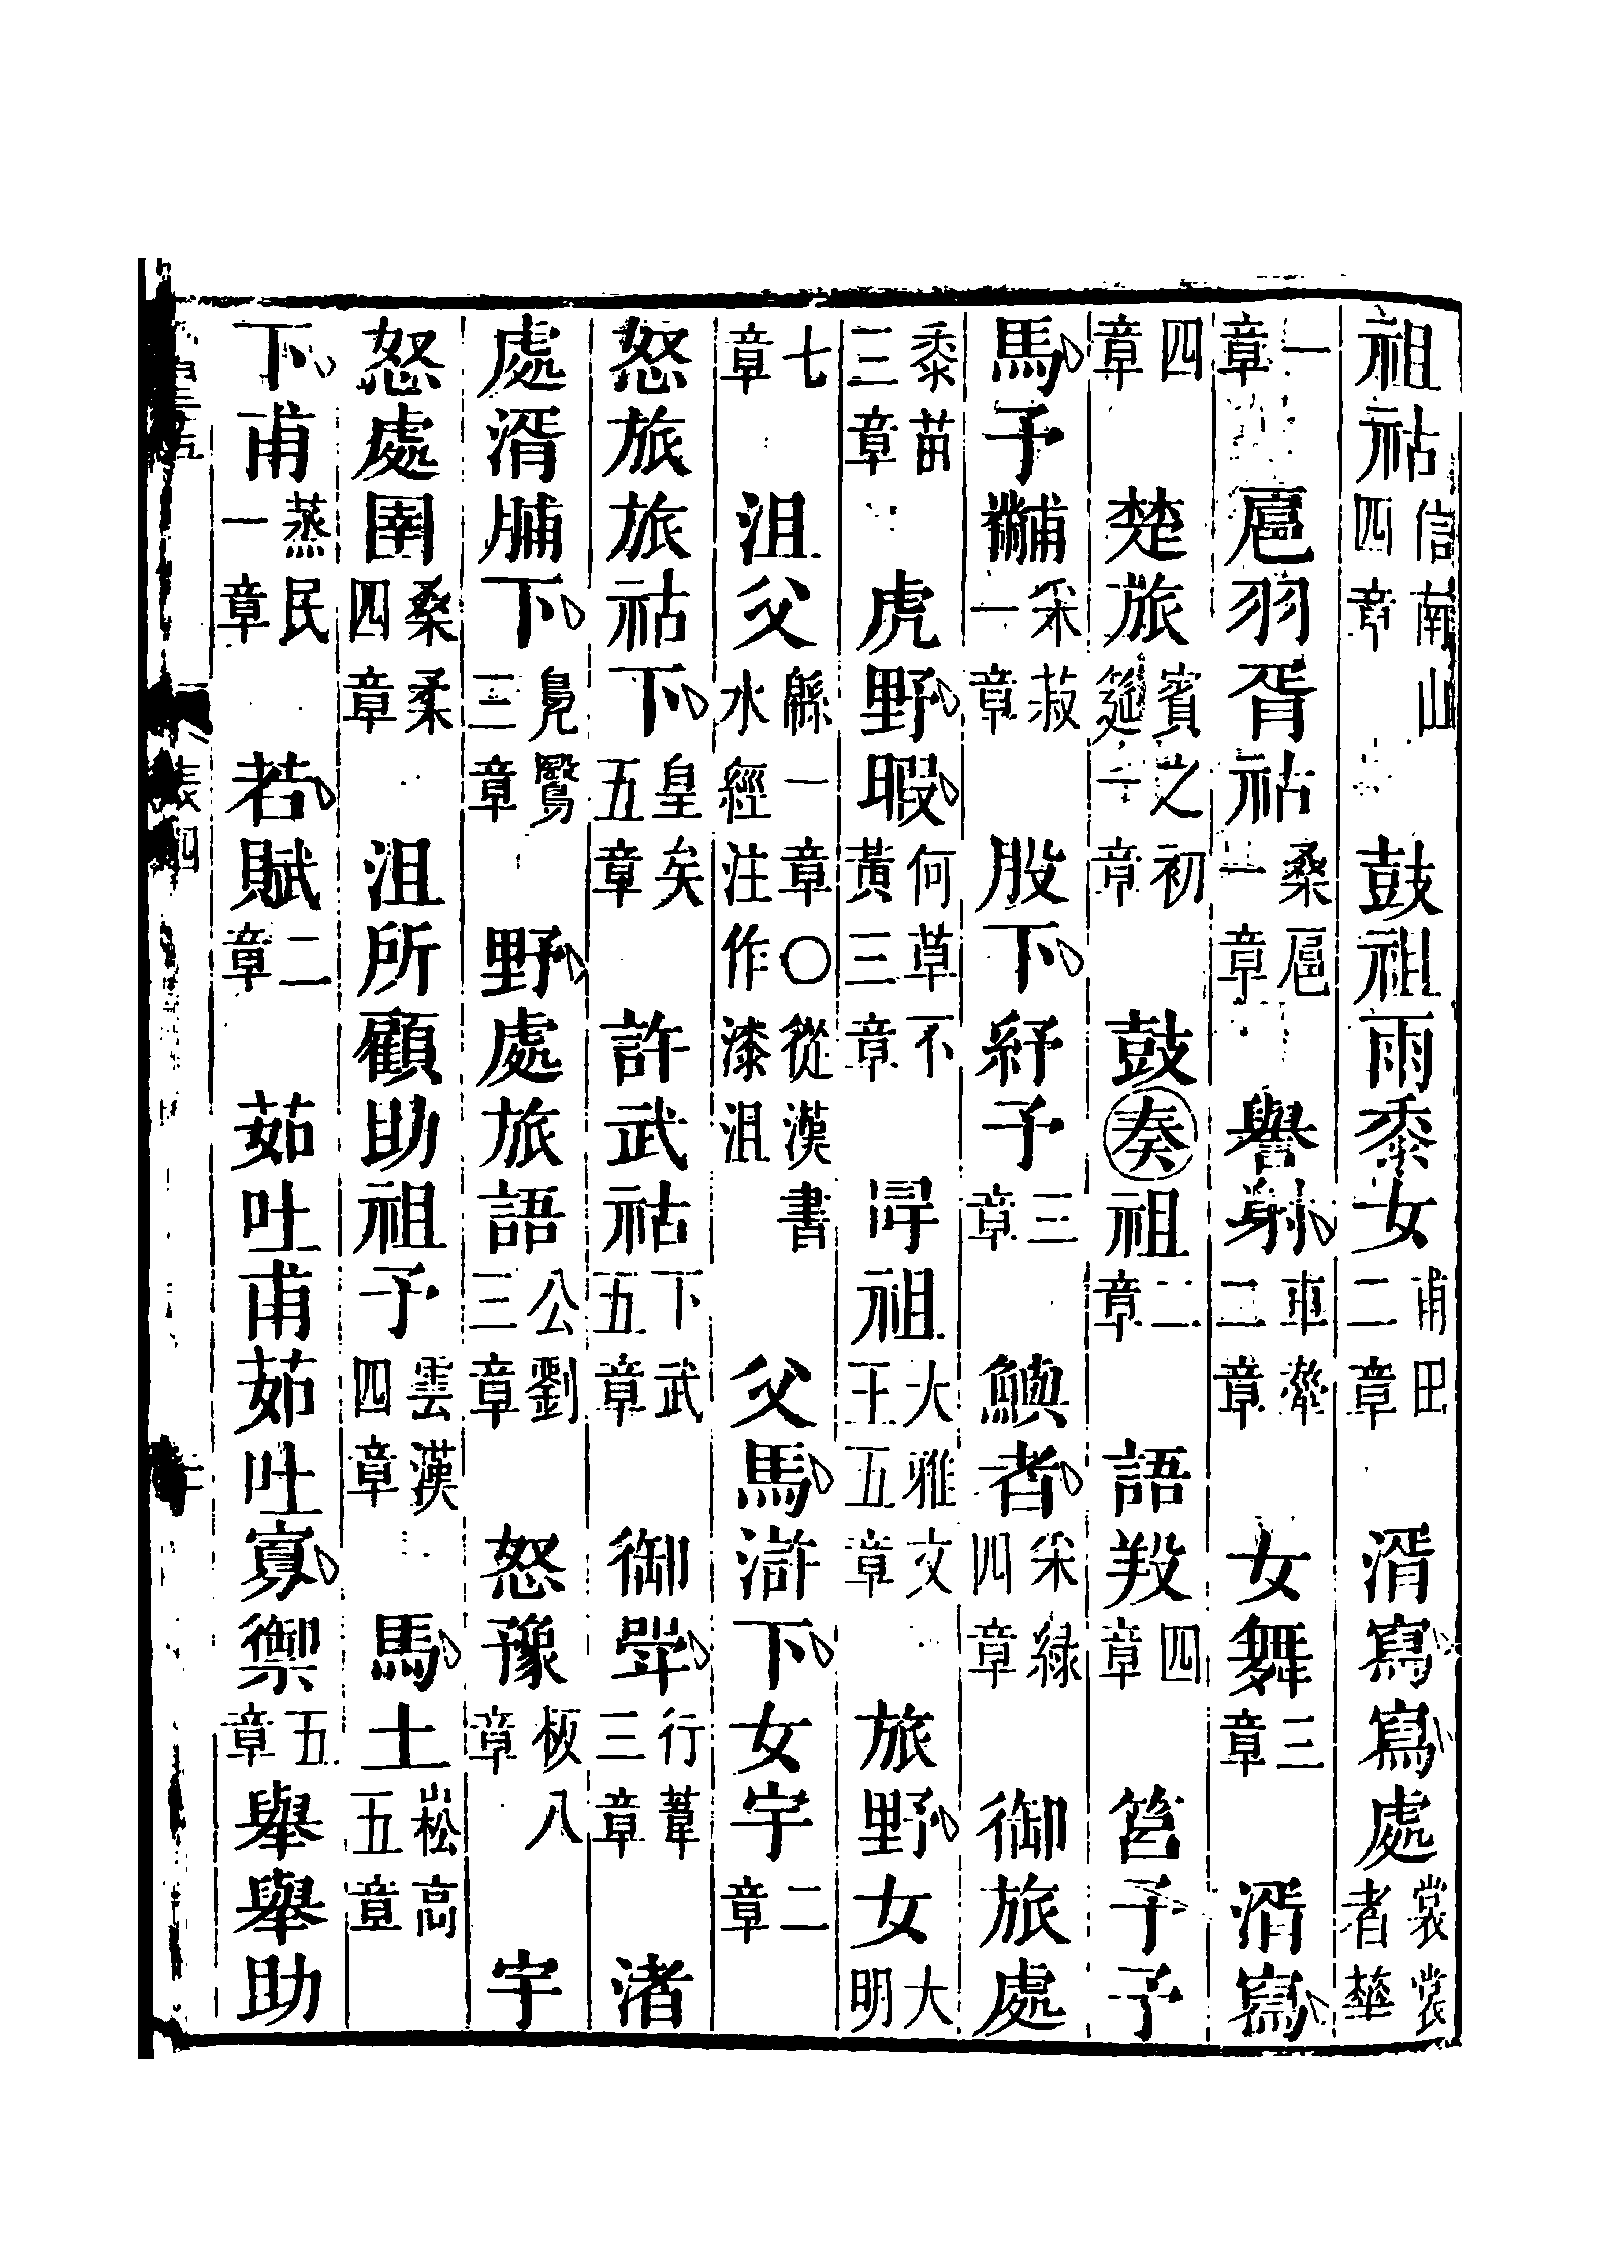 祖祜信南山四章　鼓祖雨黍女甫田二章　湑寫寫處裳裳者華
一章　扈羽胥祜桑扈一章　譽射車舝二章　女舞三章　湑寫
四章　楚旅賓之初筵一章　鼓奏祖二章　語羖四章　筥予予
馬予黼采菽一章　股下紓予三章　鱮者采綠四章　御旅處
黍苗三章　虎野暇何草不黃三章　冔祖大雅文王五章　旅野女大明
七章　沮父緜一章〇從漢書水經注作漆沮　父馬滸下女宇二章
怒旅旅祜下皇矣五章　許武祜下武五章　御斝行葦三章　渚
處湑脯下鳧鷖三章　野處旅語公劉三章　怒豫板八章　宇
怒處圉桑柔四章　沮所顧助祖予雲漢四章　馬土崧高五章
下甫蒸民一章　若賦二章　茹吐甫茹吐寡禦五章舉舉助
表四